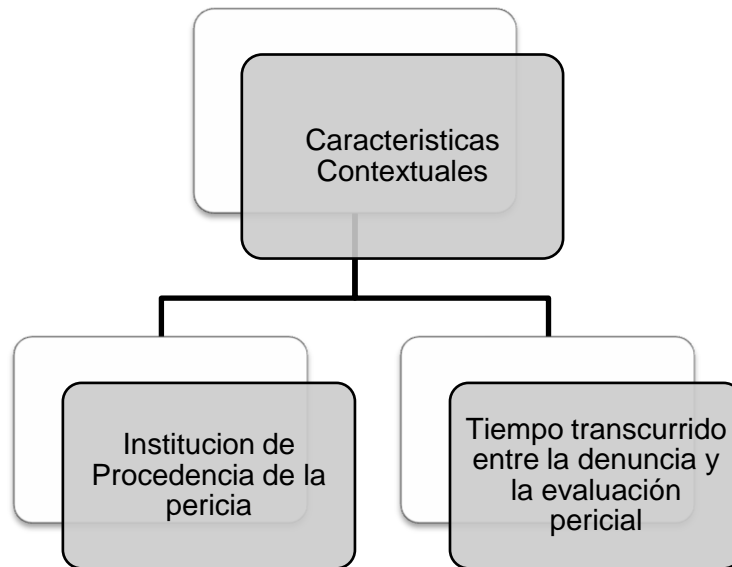 Caracteristicas
Contextuales
Institucion de
Procedencia de la
pericia
Tiempo transcurrido
entre la denuncia y
la evaluación
pericial